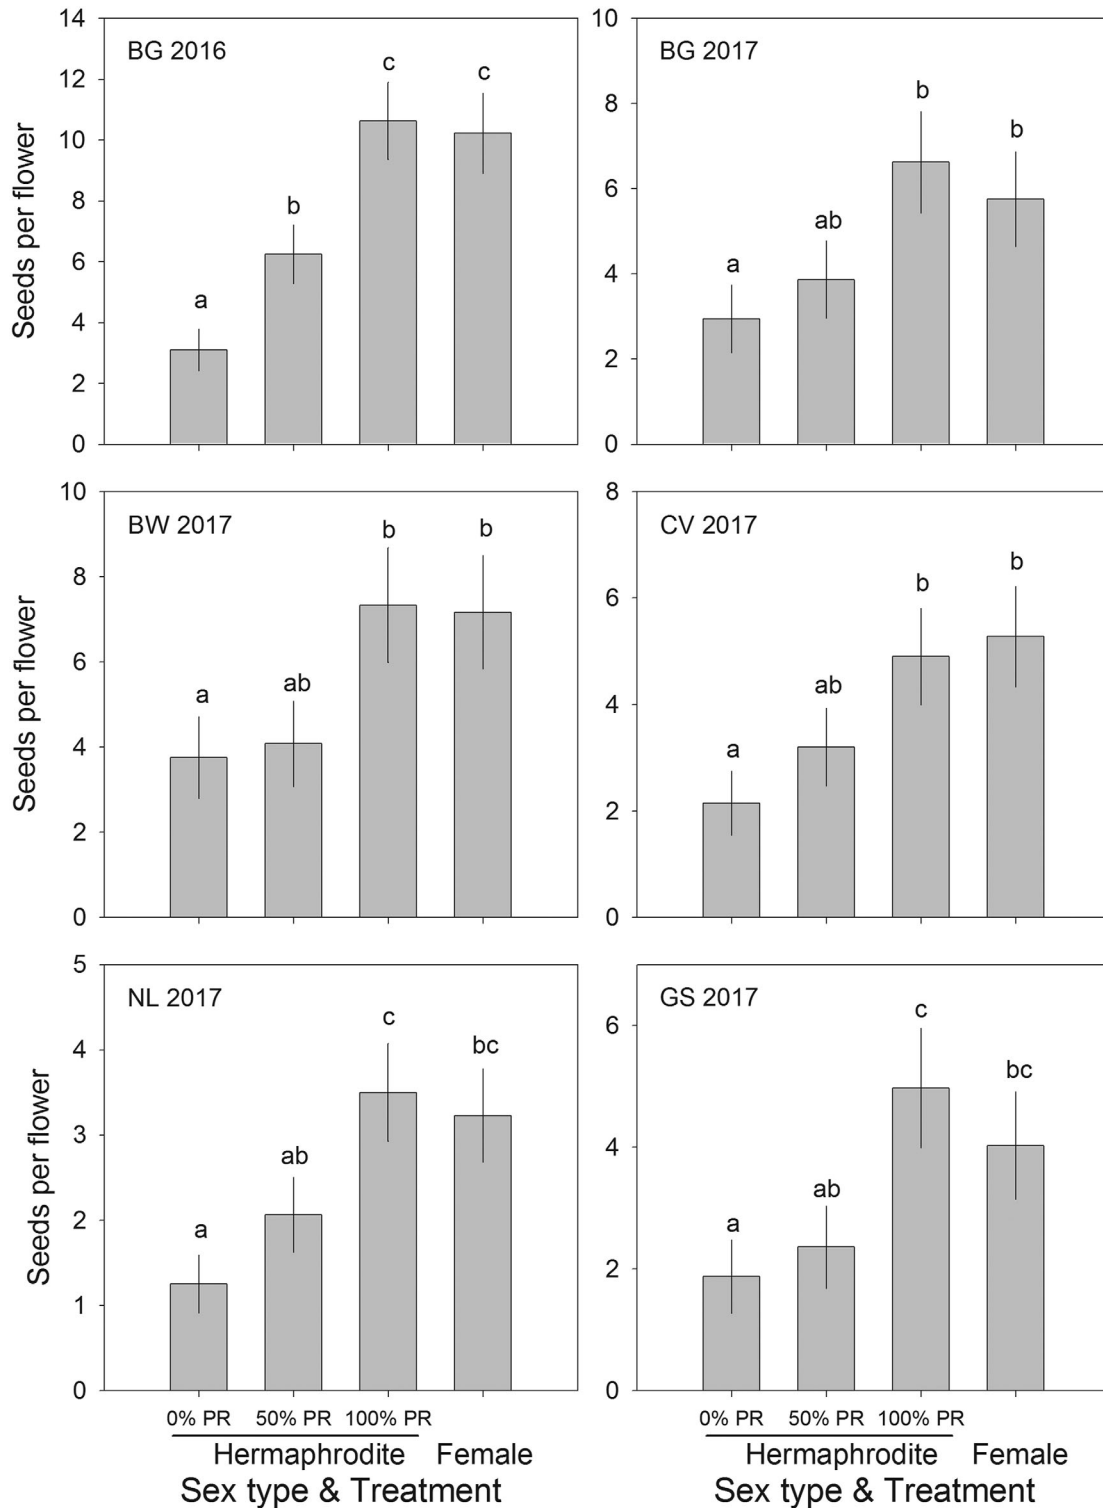 BG 2016
14
12
10
8
6
4
2
0
Seeds per flower
a
b
c
c
BG 2017
10
8
6
4
2
0
a
ab
b
b
BW 2017
10
8
6
4
2
0
Seeds per flower
a
ab
b
b
CV 2017
8
6
4
2
0
a
ab
b
b
NL 2017
5
4
3
2
1
0
Seeds per flower
a
ab
c
bc
GS 2017
6
4
2
0
a
ab
c
bc
0% PR 50% PR 100% PR
Hermaphrodite Female
Sex type & Treatment
0% PR 50% PR 100% PR
Hermaphrodite Female
Sex type & Treatment